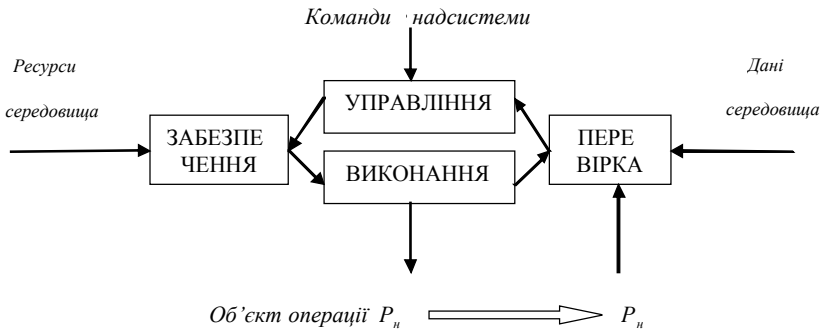 Команди надсистеми
Ресурси
середовища
Дані
середовища
УПРАВЛІННЯ
ЗАБЕЗПЕ
ЧЕННЯ
ВИКОНАННЯ
ПЕРЕ
ВІРКА
Об’єкт операції Pн Pн